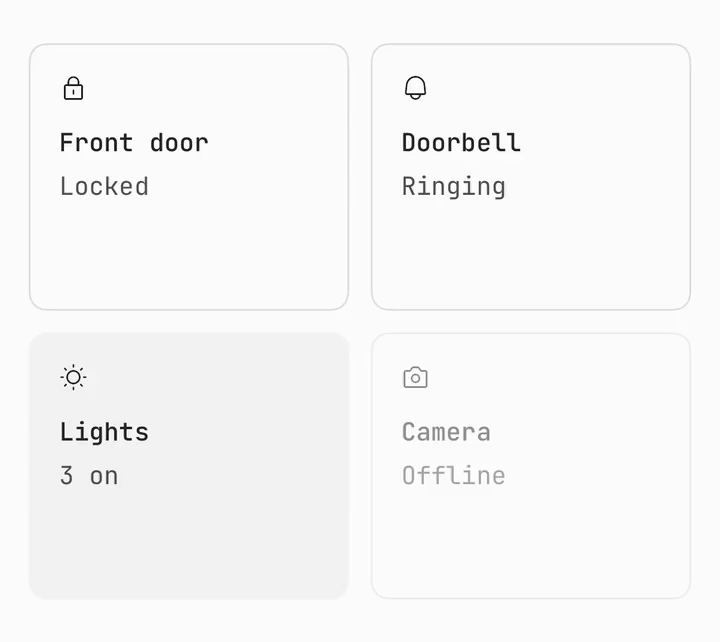 Front door
Locked
Doorbell
Ringing
Lights
3 on
Camera
Offline